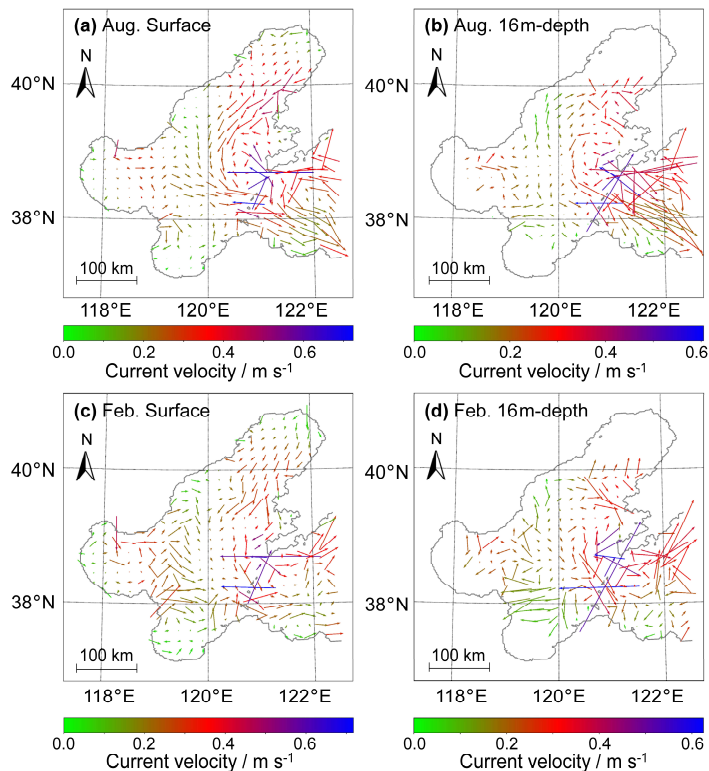 (a) Aug. Surface
N
40°N
38°N
100 km
118°E 120°E 122°E
0.0 0.2 0.4 0.6
Current velocity / m s⁻¹
(b) Aug. 16m-depth
N
40°N
38°N
100 km
118°E 120°E 122°E
0.0 0.2 0.4 0.6
Current velocity / m s⁻¹
(c) Feb. Surface
N
40°N
38°N
100 km
118°E 120°E 122°E
0.0 0.2 0.4 0.6
Current velocity / m s⁻¹
(d) Feb. 16m-depth
N
40°N
38°N
100 km
118°E 120°E 122°E
0.0 0.2 0.4 0.6
Current velocity / m s⁻¹